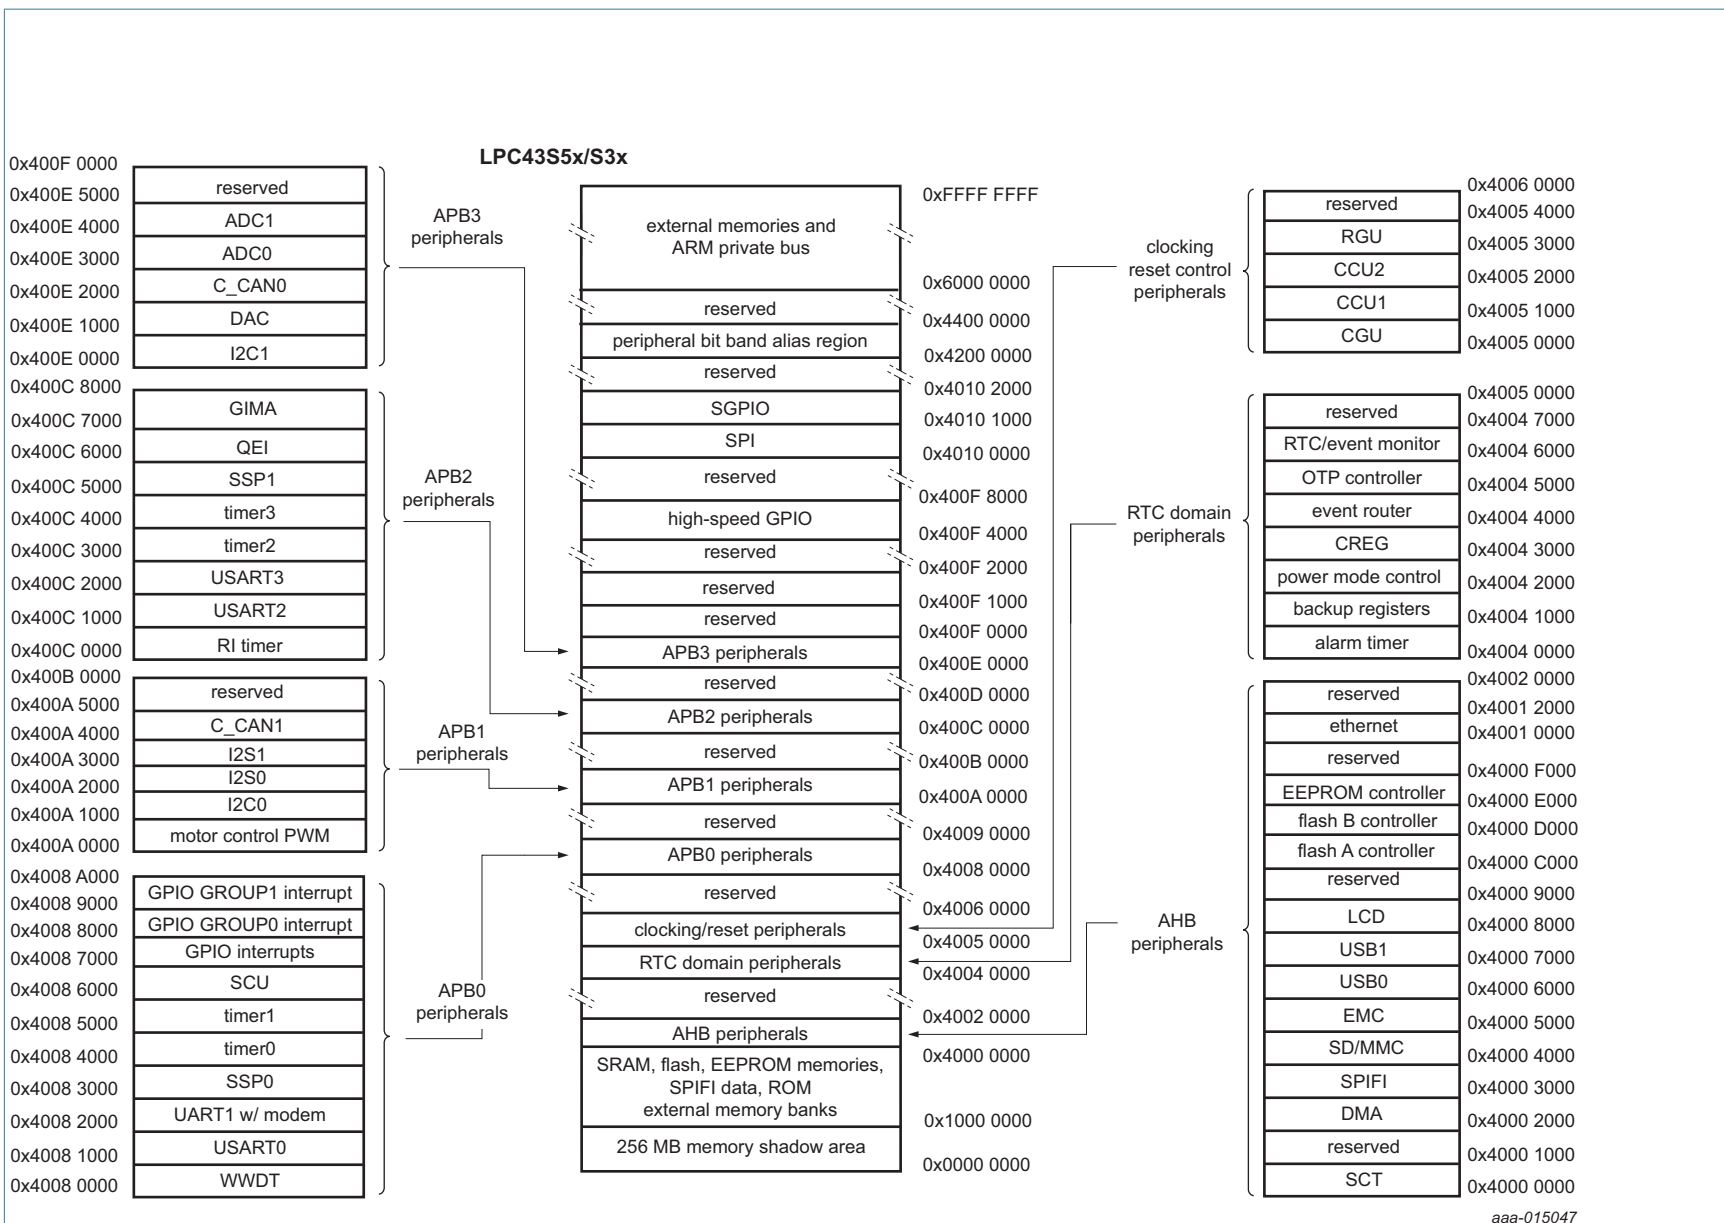 LPC43S5x/S3x
0x400F 0000
reserved
0x400E 5000
ADC1
0x400E 4000
ADC0
0x400E 3000
C_CAN0
0x400E 2000
DAC
0x400E 1000
I2C1
0x400E 0000
APB3
peripherals
0x400C 8000
GIMA
0x400C 7000
QEI
0x400C 6000
SSP1
0x400C 5000
timer3
0x400C 4000
timer2
0x400C 3000
USART3
0x400C 2000
USART2
0x400C 1000
RI timer
0x400C 0000
APB2
peripherals
0x400B 0000
reserved
0x400A 5000
C_CAN1
0x400A 4000
I2S1
0x400A 3000
I2S0
0x400A 2000
I2C0
0x400A 1000
motor control PWM
0x400A 0000
APB1
peripherals
0x4008 A000
GPIO GROUP1 interrupt
0x4008 9000
GPIO GROUP0 interrupt
0x4008 8000
GPIO interrupts
0x4008 7000
SCU
0x4008 6000
timer1
0x4008 5000
timer0
0x4008 4000
SSP0
0x4008 3000
UART1 w/ modem
0x4008 2000
USART0
0x4008 1000
WWDT
0x4008 0000
APB0
peripherals
0xFFFF FFFF
external memories and
ARM private bus
0x6000 0000
reserved
0x4400 0000
peripheral bit band alias region
0x4200 0000
reserved
0x4010 2000
SGPIO
0x4010 1000
SPI
0x4010 0000
reserved
0x400F 8000
high-speed GPIO
0x400F 4000
reserved
0x400F 2000
reserved
0x400F 1000
reserved
0x400F 0000
APB3 peripherals
0x400E 0000
reserved
0x400D 0000
APB2 peripherals
0x400C 0000
reserved
0x400B 0000
APB1 peripherals
0x400A 0000
reserved
0x4009 0000
APB0 peripherals
0x4008 0000
reserved
0x4006 0000
clocking/reset peripherals
0x4005 0000
RTC domain peripherals
0x4004 0000
reserved
0x4002 0000
AHB peripherals
0x4000 0000
SRAM, flash, EEPROM memories,
SPIFI data, ROM
external memory banks
0x1000 0000
256 MB memory shadow area
0x0000 0000
clocking
reset control
peripherals
0x4006 0000
reserved
0x4005 4000
RGU
0x4005 3000
CCU2
0x4005 2000
CCU1
0x4005 1000
CGU
0x4005 0000
RTC domain
peripherals
0x4005 0000
reserved
0x4004 7000
RTC/event monitor
0x4004 6000
OTP controller
0x4004 5000
event router
0x4004 4000
CREG
0x4004 3000
power mode control
0x4004 2000
backup registers
0x4004 1000
alarm timer
0x4004 0000
AHB
peripherals
0x4002 0000
reserved
0x4001 2000
ethernet
0x4001 0000
reserved
0x4000 F000
EEPROM controller
0x4000 E000
flash B controller
0x4000 D000
flash A controller
0x4000 C000
reserved
0x4000 9000
LCD
0x4000 8000
USB1
0x4000 7000
USB0
0x4000 6000
EMC
0x4000 5000
SD/MMC
0x4000 4000
SPIFI
0x4000 3000
DMA
0x4000 2000
reserved
0x4000 1000
SCT
0x4000 0000
aaa-015047